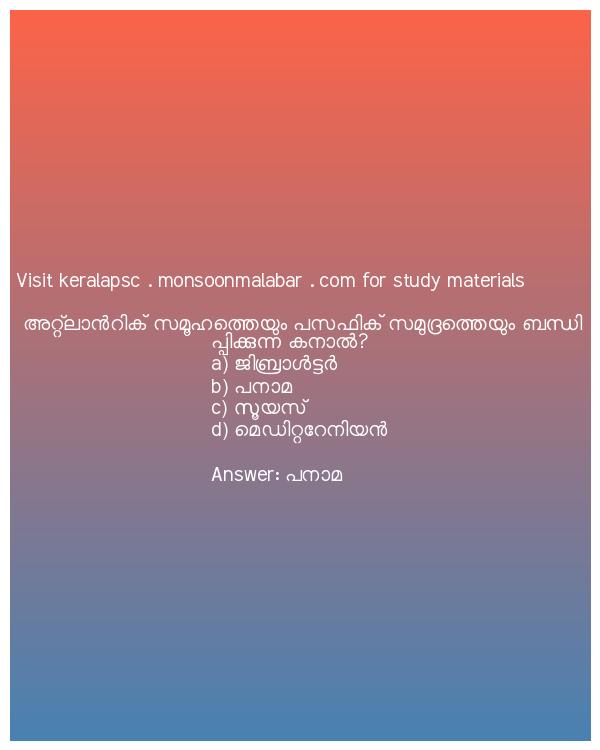 Visit keralapsc . monsoonmalabar . com for study materials
അറ്റ്ലാൻറിക് സമൂഹത്തെയും പസഫിക് സമുദ്രത്തെയും ബന്ധി
പ്പിക്കുന്ന കനാൽ?
a) ജിബ്രാൾട്ടർ
b) പനാമ
c) സൂയസ്
d) മെഡിറ്ററേനിയൻ
Answer: പനാമ